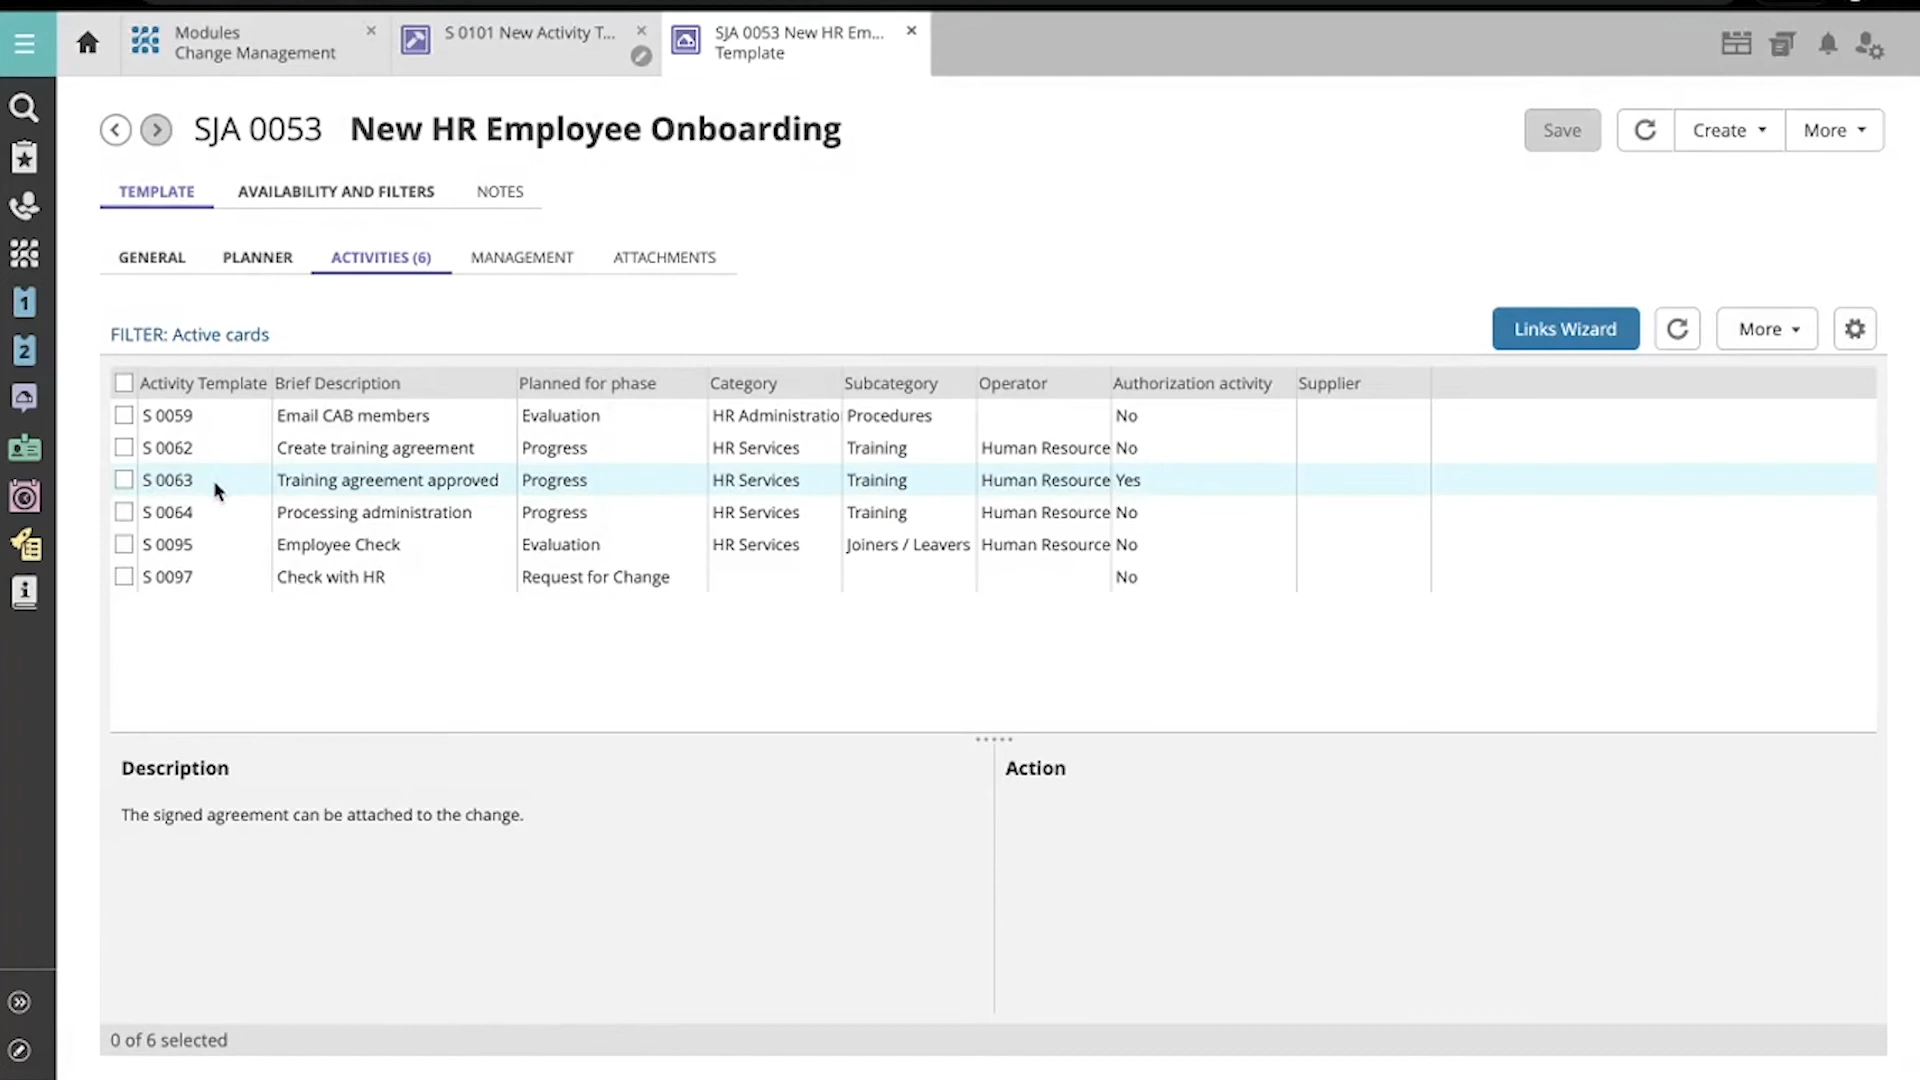 Modules
Change Management
S 0101 New Activity T...
SJA 0053 New HR Em...
Template
SJA 0053 New HR Employee Onboarding
Save
Create
More
TEMPLATE
AVAILABILITY AND FILTERS
NOTES
GENERAL
PLANNER
ACTIVITIES (6)
MANAGEMENT
ATTACHMENTS
FILTER: Active cards
Links Wizard
More
Activity Template Brief Description Planned for phase Category Subcategory Operator Authorization activity Supplier
S 0059 Email CAB members Evaluation HR Administratio Procedures No
S 0062 Create training agreement Progress HR Services Training Human Resource No
S 0063 Training agreement approved Progress HR Services Training Human Resource Yes
S 0064 Processing administration Progress HR Services Training Human Resource No
S 0095 Employee Check Evaluation HR Services Joiners / Leavers Human Resource No
S 0097 Check with HR Request for Change No
1
2
Description
Action
The signed agreement can be attached to the change.
0 of 6 selected